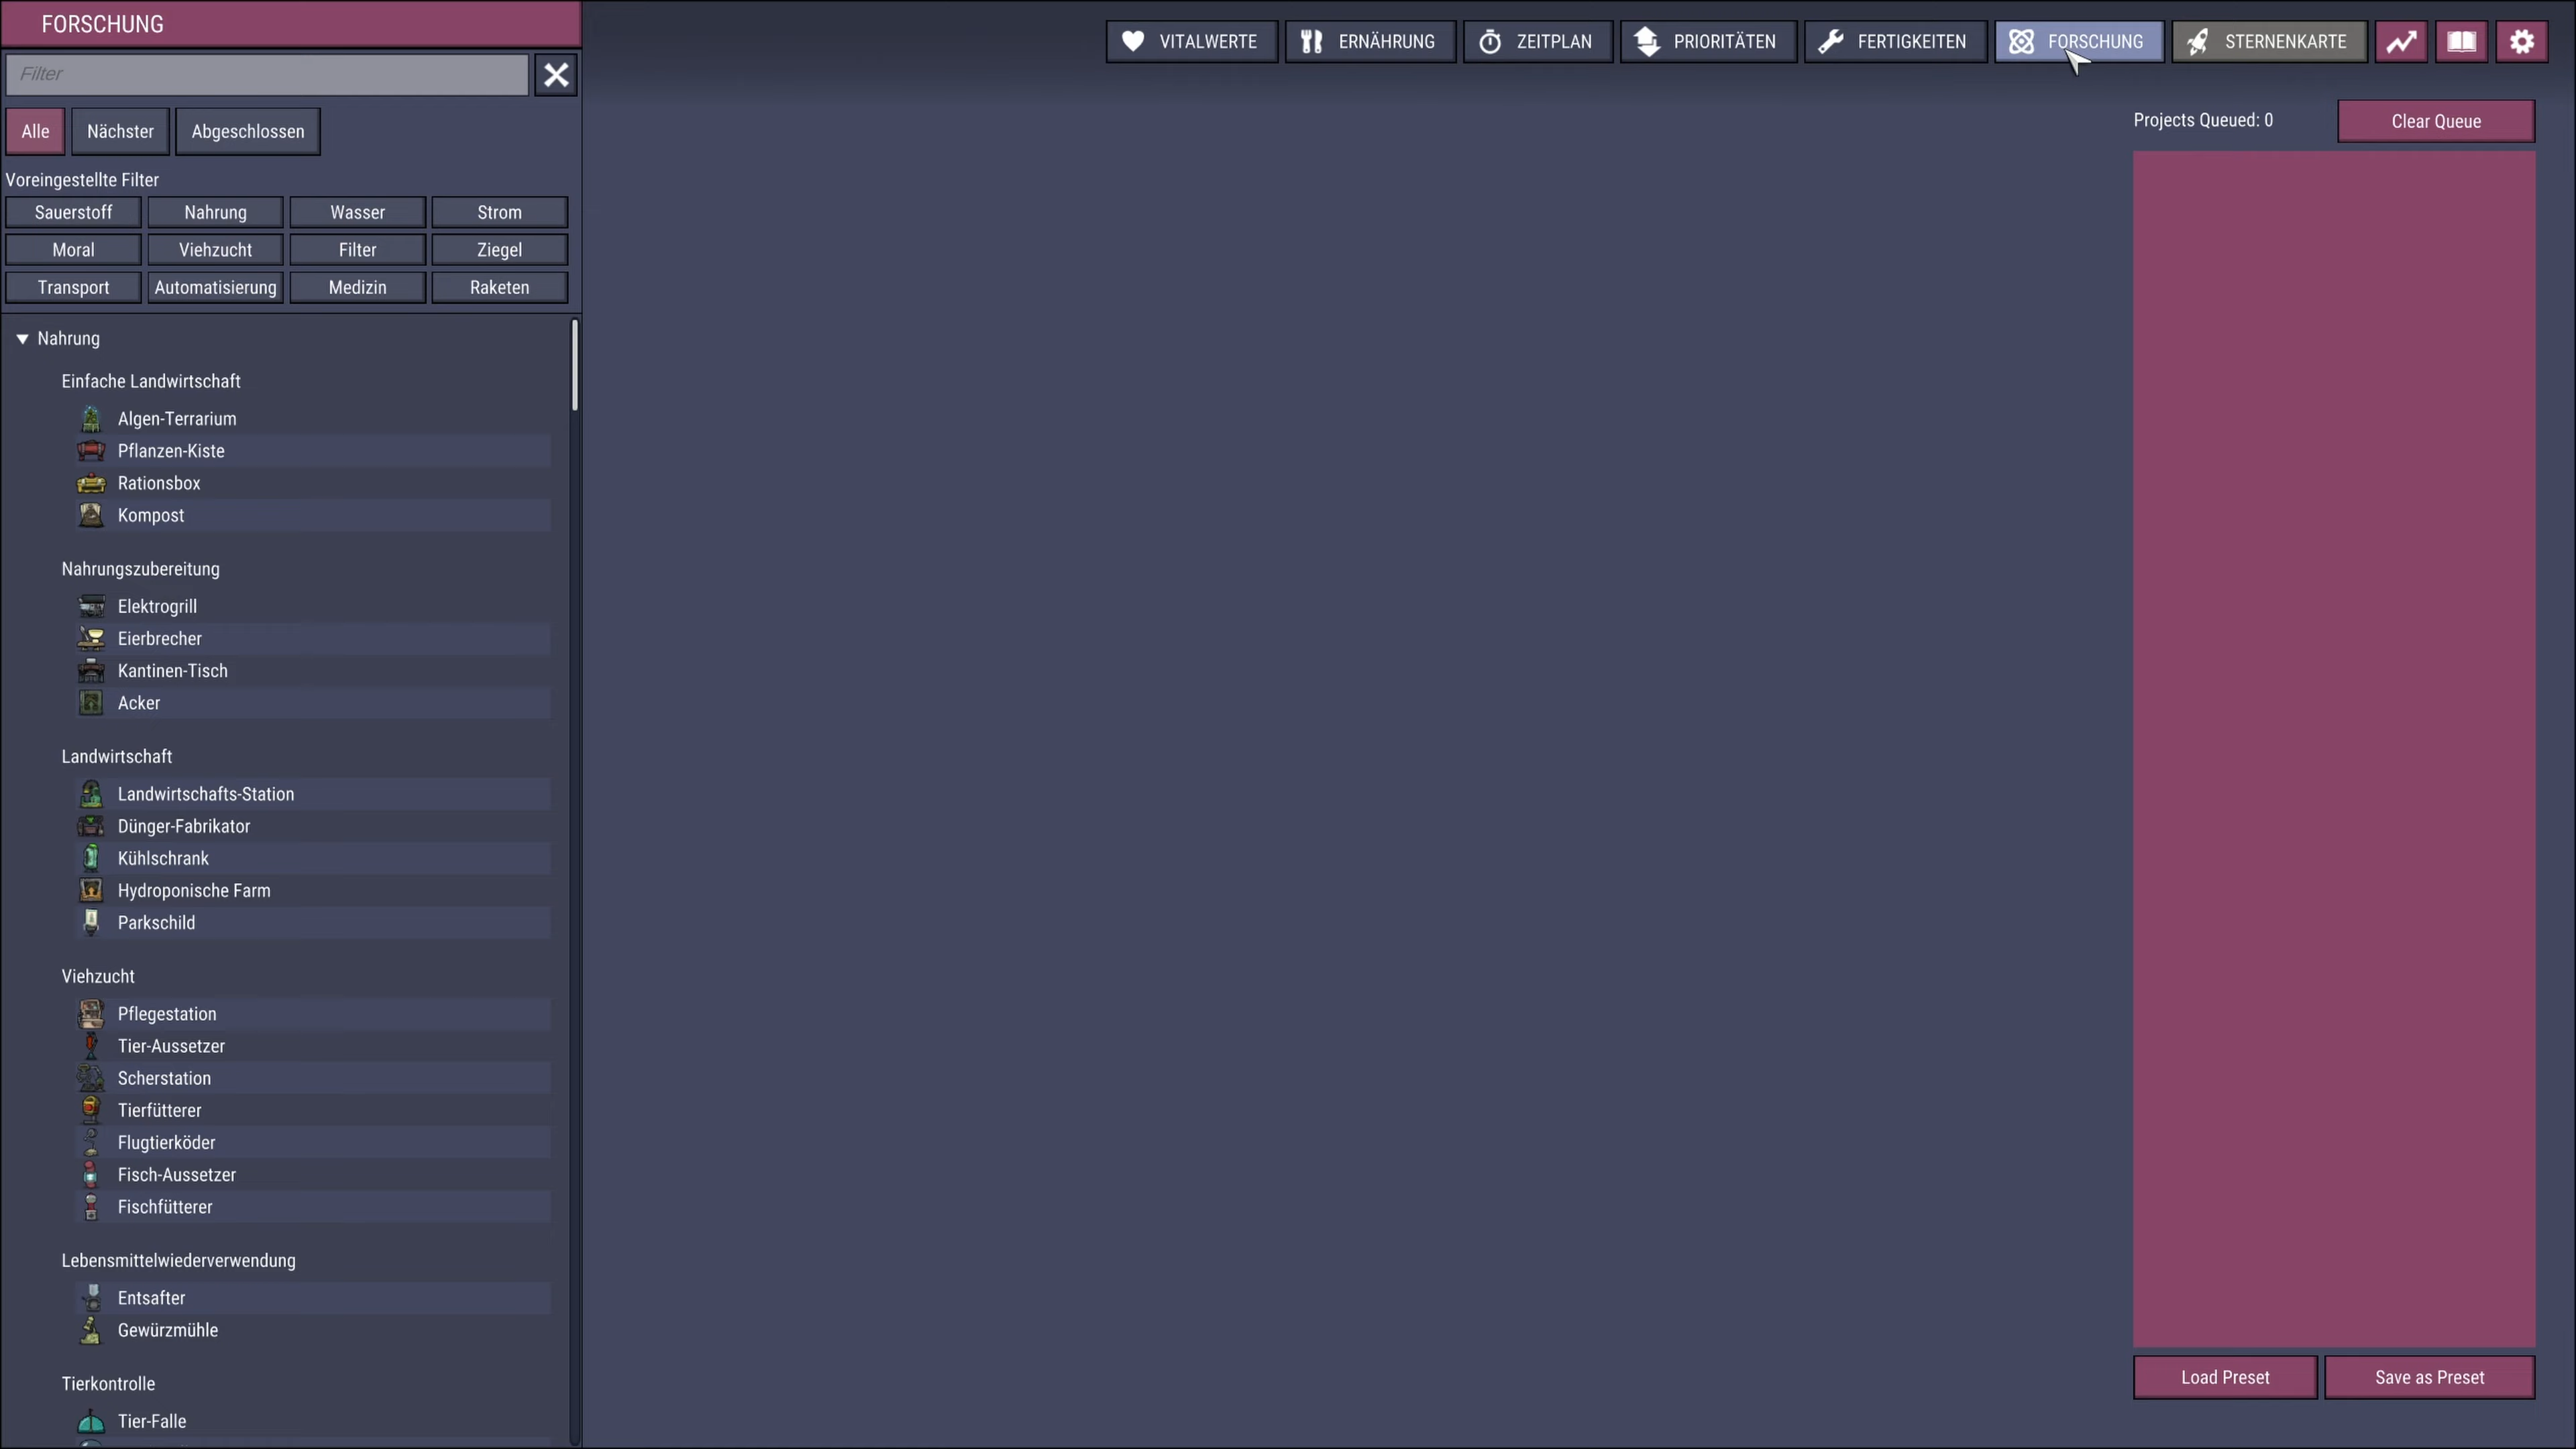 FORSCHUNG
VITALWERTE ERNÄHRUNG ZEITPLAN PRIORITÄTEN FERTIGKEITEN FORSCHUNG STERNENKARTE
Filter
Alle Nächster Abgeschlossen
Projects Queued: 0 Clear Queue
Voreingestellte Filter
Sauerstoff Nahrung Wasser Strom
Moral Viehzucht Filter Ziegel
Transport Automatisierung Medizin Raketen
Nahrung
Einfache Landwirtschaft
Algen-Terrarium
Pflanzen-Kiste
Rationsbox
Kompost
Nahrungszubereitung
Elektrogrill
Eierbrecher
Kantinen-Tisch
Acker
Landwirtschaft
Landwirtschafts-Station
Dünger-Fabrikator
Kühlschrank
Hydroponische Farm
Parkschild
Viehzucht
Pflegestation
Tier-Aussetzer
Scherstation
Tierfütterer
Flugtierköder
Fisch-Aussetzer
Fischfütterer
Lebensmittelwiederverwendung
Entsafter
Gewürzmühle
Tierkontrolle
Tier-Falle
Load Preset Save as Preset